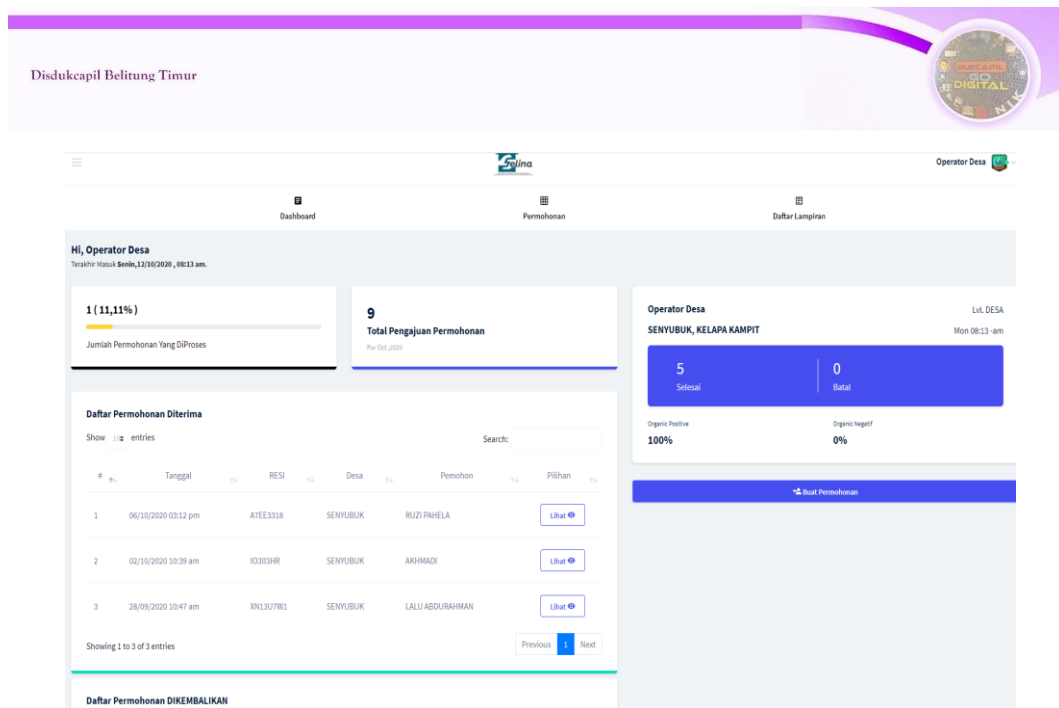 Disdukcapil Belitung Timur
DUKCAPIL
GO
DIGITAL
NIK
Selina
Operator Desa
Dashboard
Permohonan
Daftar Lampiran
Hi, Operator Desa
Terakhir Masuk Senin,12/10/2020 , 08:13 am.
1 ( 11,11% )
Jumlah Permohonan Yang DiProses
9
Total Pengajuan Permohonan
Per Oct ,2020
Operator Desa Lvl. DESA
SENYUBUK, KELAPA KAMPIT Mon 08:13 -am
5 0
Selesai Batal
Organic Positive Organic Negatif
100% 0%
Buat Permohonan
Daftar Permohonan Diterima
Show 10 entries Search:
# Tanggal RESI Desa Pemohon Pilihan
1 06/10/2020 03:12 pm A7EE3318 SENYUBUK RUZI PAHELA Lihat
2 02/10/2020 10:39 am SENYUBUK AKHMADI Lihat
3 28/09/2020 10:47 am XN13U7W1 SENYUBUK LALU ABDURAHMAN Lihat
Showing 1 to 3 of 3 entries Previous 1 Next
Daftar Permohonan DIKEMBALIKAN